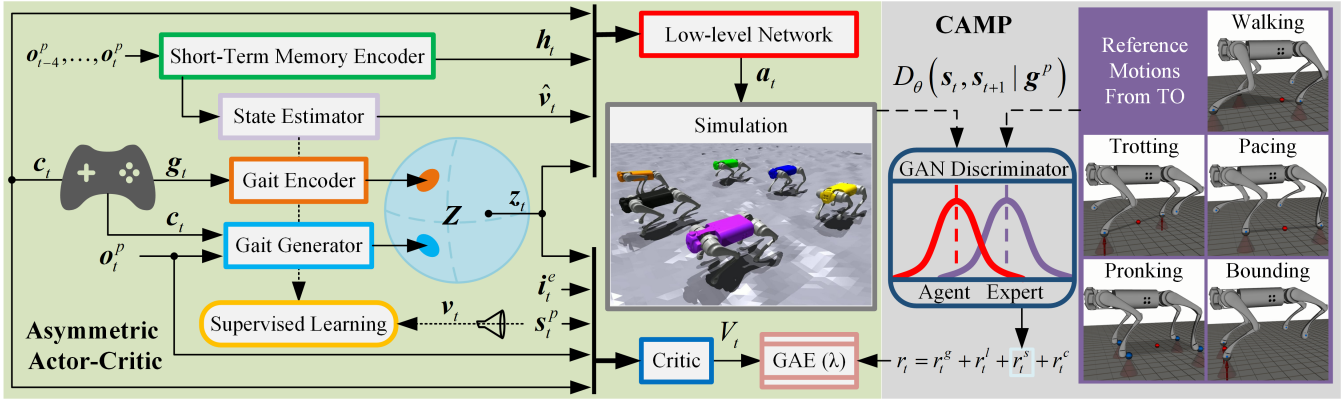 o^p_{t-4},…,o^p_t
Short-Term Memory Encoder
h_t
State Estimator
v̂_t
c_t
g_t
Gait Encoder
c_t
Gait Generator
Z
z_t
o^p_t
i^e_t
Supervised Learning
v_t
s^p_t
Asymmetric
Actor-Critic
Low-level Network
a_t
Simulation
Critic
V_t
GAE (λ)
CAMP
D_θ(s_t, s_{t+1} | g^p)
GAN Discriminator
Agent
Expert
r_t = r^g_t + r^l_t + r^s_t + r^c_t
Reference
Motions
From TO
Walking
Trotting
Pacing
Pronking
Bounding